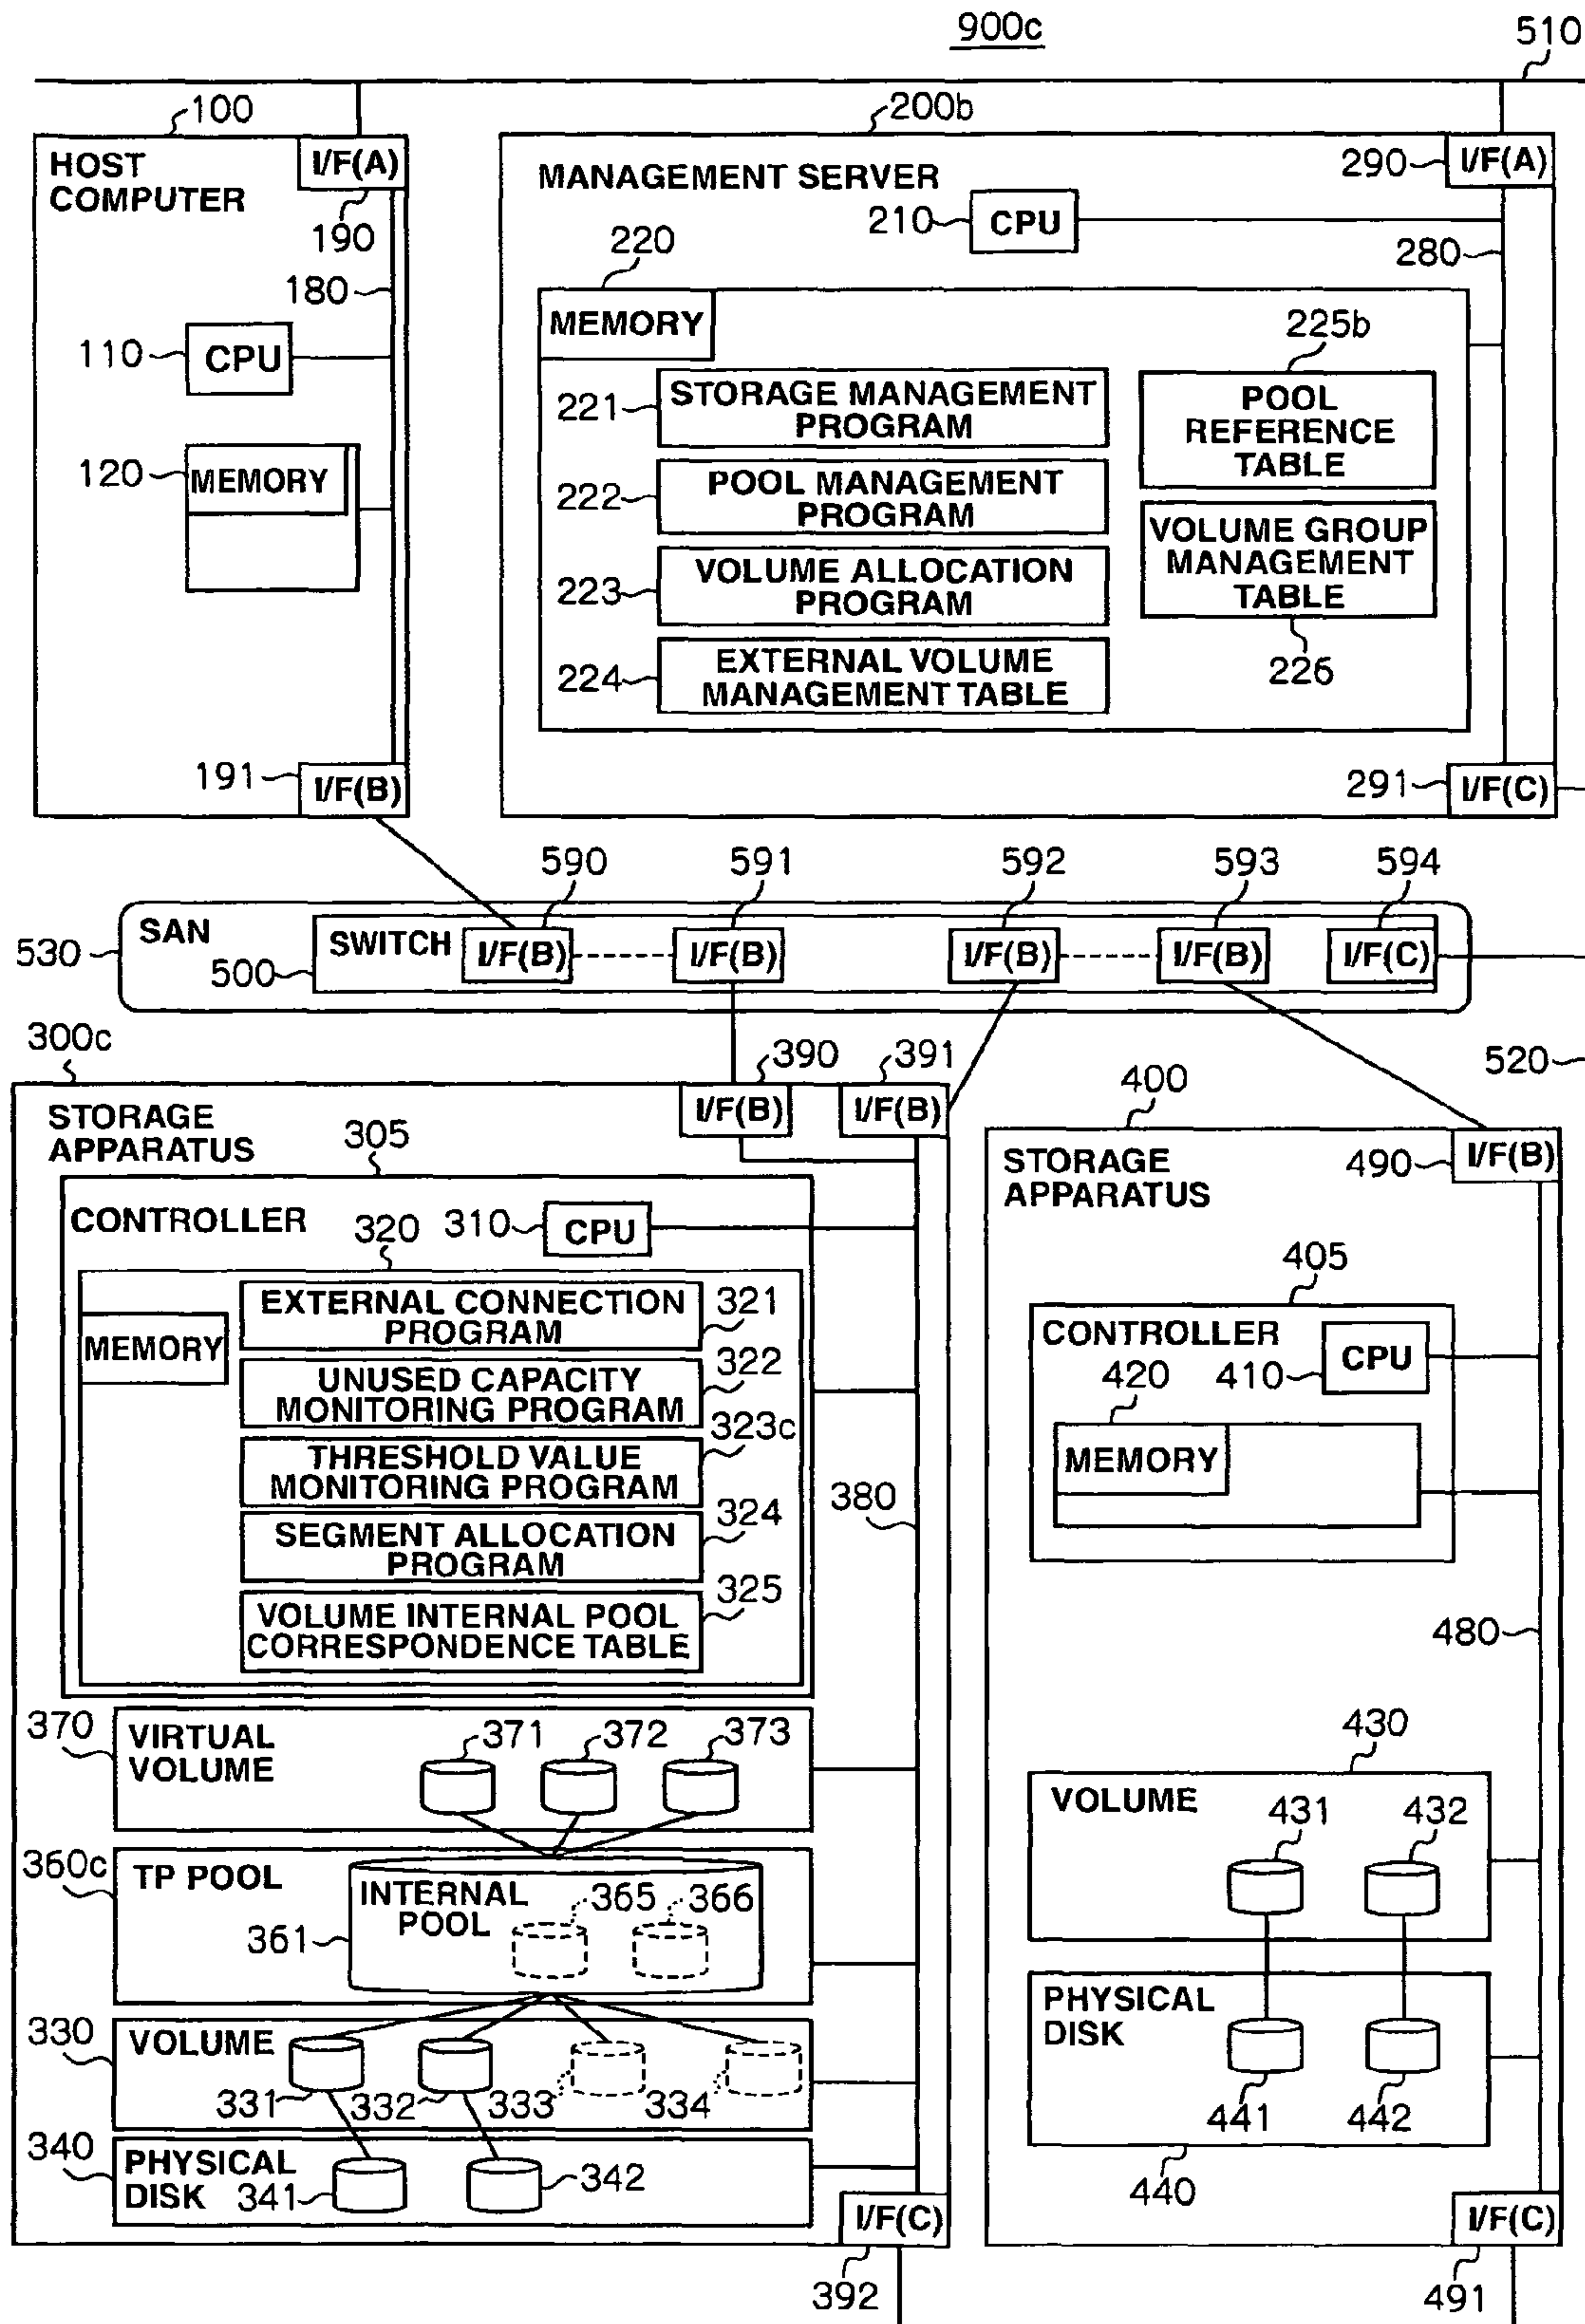 900c
510
100
200b
HOST
COMPUTER
I/F(A)
190
180
110
CPU
120
MEMORY
191
I/F(B)
MANAGEMENT SERVER
290
I/F(A)
210
CPU
280
220
MEMORY
221
STORAGE MANAGEMENT
PROGRAM
222
POOL MANAGEMENT
PROGRAM
223
VOLUME ALLOCATION
PROGRAM
224
EXTERNAL VOLUME
MANAGEMENT TABLE
225b
POOL
REFERENCE
TABLE
VOLUME GROUP
MANAGEMENT
TABLE
226
291
I/F(C)
590
591
592
593
594
530
SAN
500
SWITCH
I/F(B)
I/F(B)
I/F(B)
I/F(B)
I/F(C)
520
300c
390
391
STORAGE
APPARATUS
I/F(B)
I/F(B)
305
CONTROLLER
320
310
CPU
MEMORY
EXTERNAL CONNECTION
PROGRAM
321
UNUSED CAPACITY
MONITORING PROGRAM
322
THRESHOLD VALUE
MONITORING PROGRAM
323c
SEGMENT ALLOCATION
PROGRAM
324
VOLUME INTERNAL POOL
CORRESPONDENCE TABLE
325
380
370
VIRTUAL
VOLUME
371
372
373
360c
TP POOL
INTERNAL
POOL
365
366
361
330
VOLUME
331
332
333
334
340
PHYSICAL
DISK
341
342
I/F(C)
392
400
STORAGE
APPARATUS
490
I/F(B)
405
CONTROLLER
410
CPU
420
MEMORY
480
430
VOLUME
431
432
PHYSICAL
DISK
441
442
440
I/F(C)
491